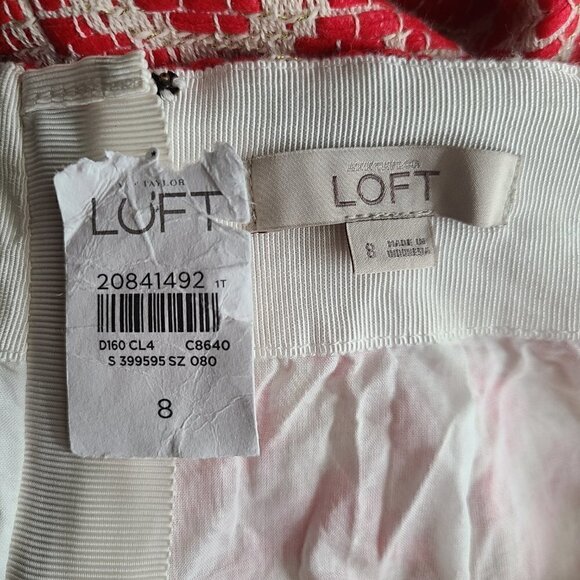 TAYLOR
LOFT
20841492 1T
D160 CL4 C8640
S 399595 SZ 080
8
LOFT
8
MADE IN
INDONESIA